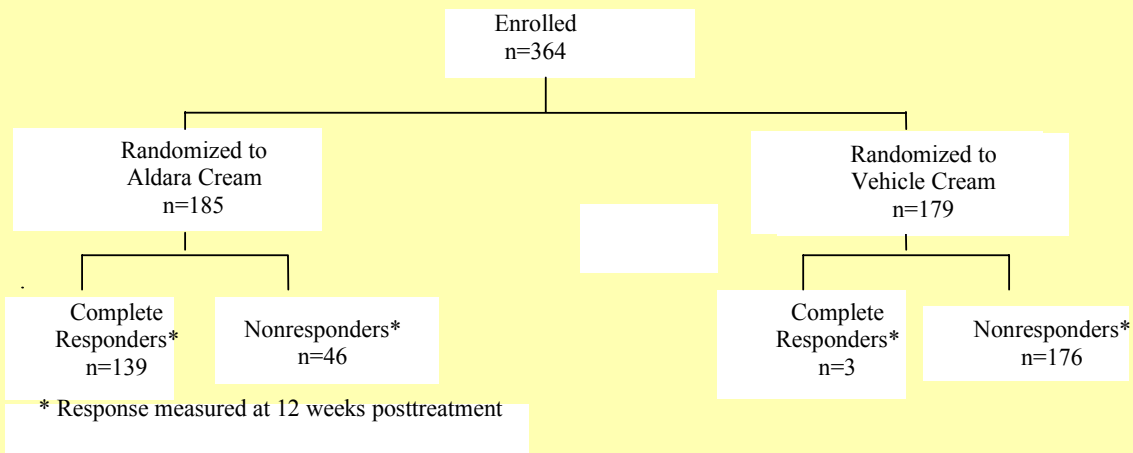 Enrolled
n=364
Randomized to
Aldara Cream
n=185
Randomized to
Vehicle Cream
n=179
Complete
Responders*
n=139
Nonresponders*
n=46
Complete
Responders*
n=3
Nonresponders*
n=176
* Response measured at 12 weeks posttreatment